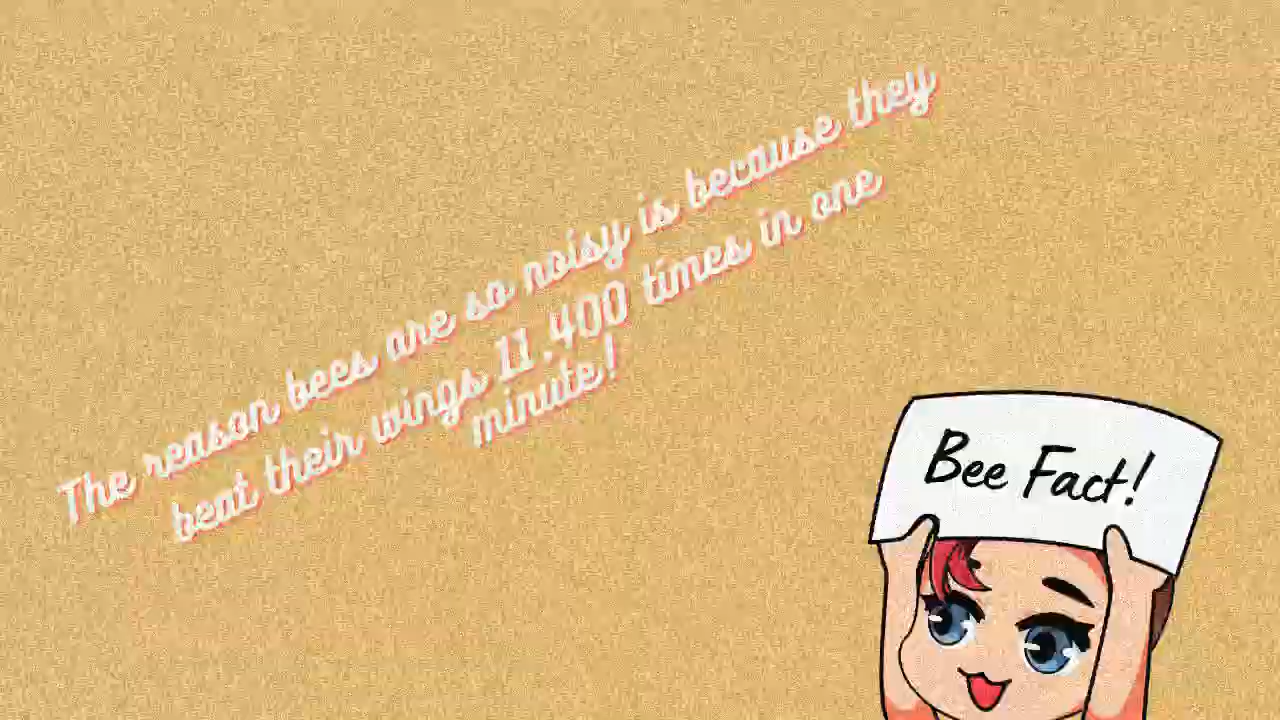 The reason bees are so noisy is because they
beat their wings 11,400 times in one
minute!
Bee Fact!